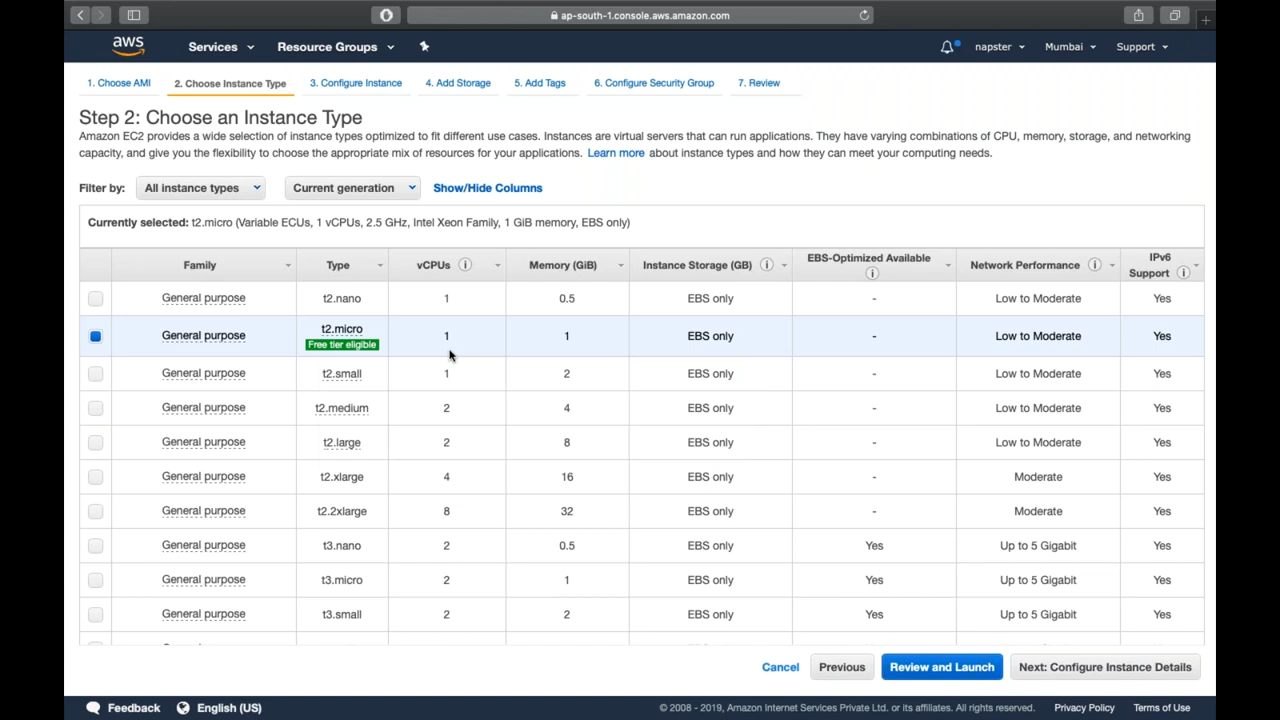 ap-south-1.console.aws.amazon.com
aws Services Resource Groups napster Mumbai Support
1. Choose AMI 2. Choose Instance Type 3. Configure Instance 4. Add Storage 5. Add Tags 6. Configure Security Group 7. Review
Step 2: Choose an Instance Type
Amazon EC2 provides a wide selection of instance types optimized to fit different use cases. Instances are virtual servers that can run applications. They have varying combinations of CPU, memory, storage, and networking
capacity, and give you the flexibility to choose the appropriate mix of resources for your applications. Learn more about instance types and how they can meet your computing needs.
Filter by: All instance types Current generation Show/Hide Columns
Currently selected: t2.micro (Variable ECUs, 1 vCPUs, 2.5 GHz, Intel Xeon Family, 1 GiB memory, EBS only)
Family Type vCPUs i Memory (GiB) Instance Storage (GB) i EBS-Optimized Available i Network Performance i IPv6 Support i
General purpose t2.nano 1 0.5 EBS only - Low to Moderate Yes
General purpose t2.micro 1 1 EBS only - Low to Moderate Yes
Free tier eligible
General purpose t2.small 1 2 EBS only - Low to Moderate Yes
General purpose t2.medium 2 4 EBS only - Low to Moderate Yes
General purpose t2.large 2 8 EBS only - Low to Moderate Yes
General purpose t2.xlarge 4 16 EBS only - Moderate Yes
General purpose t2.2xlarge 8 32 EBS only - Moderate Yes
General purpose t3.nano 2 0.5 EBS only Yes Up to 5 Gigabit Yes
General purpose t3.micro 2 1 EBS only Yes Up to 5 Gigabit Yes
General purpose t3.small 2 2 EBS only Yes Up to 5 Gigabit Yes
Cancel Previous Review and Launch Next: Configure Instance Details
Feedback English (US) © 2008 - 2019, Amazon Internet Services Private Ltd. or its affiliates. All rights reserved. Privacy Policy Terms of Use